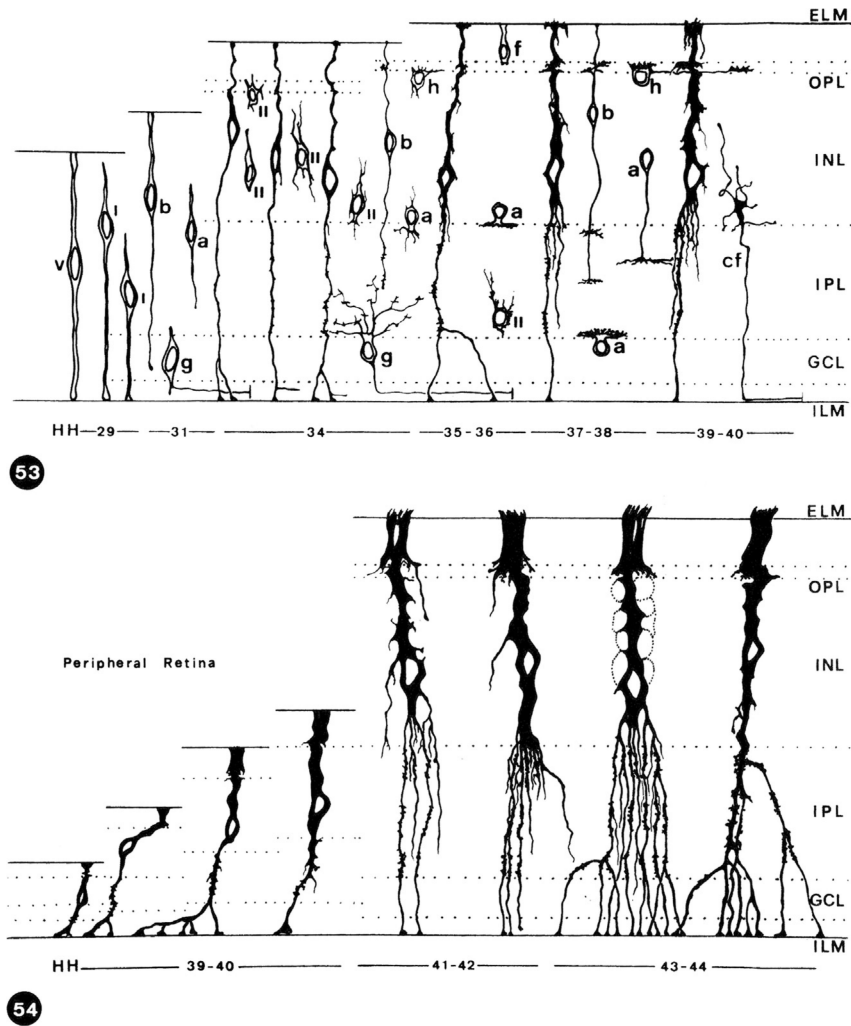 ELM
f
h
h
OPL
II
b
b
II
INL
II
a
I
b
II
a
a
a
v
I
cf
IPL
II
g
g
a
GCL
ILM
HH 29 31 34 35-36 37-38 39-40
53
ELM
OPL
Peripheral Retina
INL
IPL
GCL
ILM
HH 39-40 41-42 43-44
54